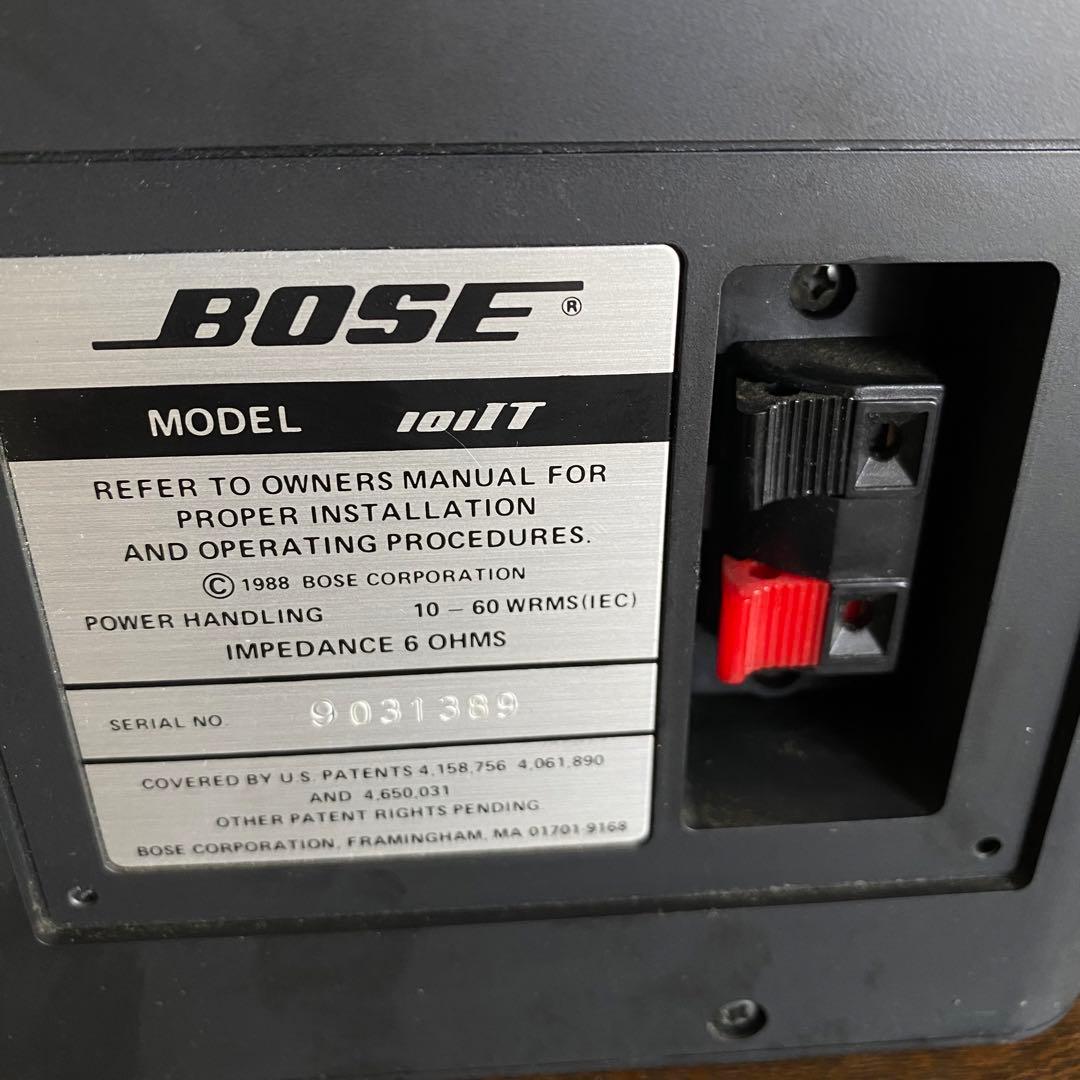 BOSE®
MODEL 101IT
REFER TO OWNERS MANUAL FOR
PROPER INSTALLATION
AND OPERATING PROCEDURES.
© 1988 BOSE CORPORATION
POWER HANDLING 10 – 60 WRMS(IEC)
IMPEDANCE 6 OHMS
SERIAL NO. 9031389
COVERED BY U.S. PATENTS 4,158,756 4,061,890
AND 4,650,031
OTHER PATENT RIGHTS PENDING
BOSE CORPORATION, FRAMINGHAM, MA 01701-9168